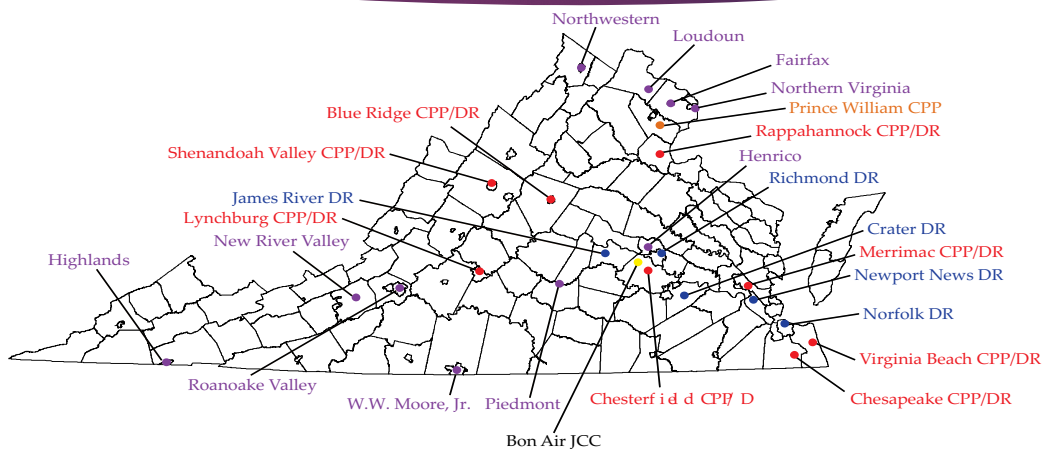 Northwestern
Loudoun
Fairfax
Northern Virginia
Prince William CPP
Blue Ridge CPP/DR
Rappahannock CPP/DR
Shenandoah Valley CPP/DR
Henrico
Richmond DR
James River DR
Lynchburg CPP/DR
Crater DR
New River Valley
Merrimac CPP/DR
Highlands
Newport News DR
Norfolk DR
Virginia Beach CPP/DR
Roanoake Valley
W.W. Moore, Jr.
Piedmont
Chesapeake CPP/DR
Bon Air JCC